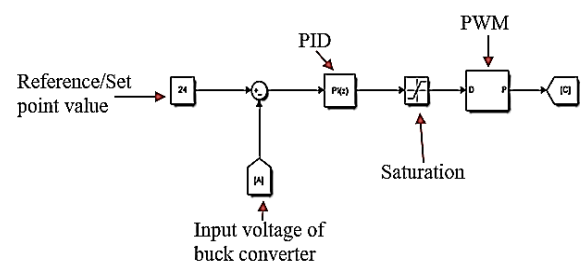 PWM
PID
Reference/Set
point value
24
+
-
PI(z)
D
P
[C]
[A]
Saturation
Input voltage of
buck converter